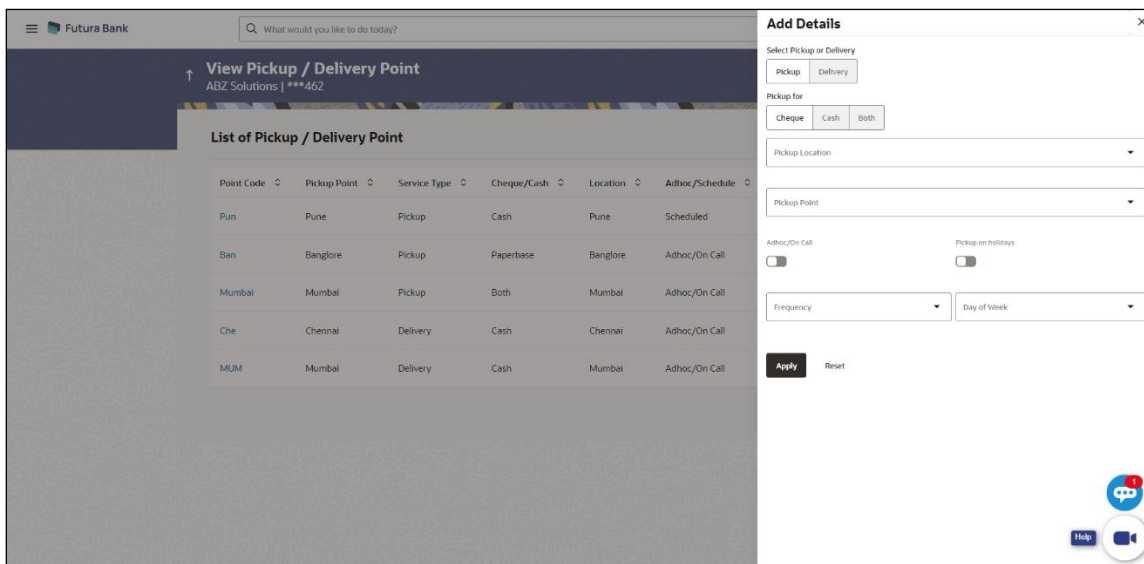 Futura Bank
What would you like to do today?
View Pickup / Delivery Point
ABZ Solutions | ***462
List of Pickup / Delivery Point
Point Code Pickup Point Service Type Cheque/Cash Location Adhoc/Schedule
Pun Pune Pickup Cash Pune Scheduled
Ban Banglore Pickup Paperbase Banglore Adhoc/On Call
Mumbai Mumbai Pickup Both Mumbai Adhoc/On Call
Che Chennai Delivery Cash Chennai Adhoc/On Call
MUM Mumbai Delivery Cash Mumbai Adhoc/On Call
Add Details
Select Pickup or Delivery
Pickup Delivery
Pickup for
Cheque Cash Both
Pickup Location
Pickup Point
Adhoc/On Call Pickup on holidays
Frequency Day of Week
Apply Reset
1
Help